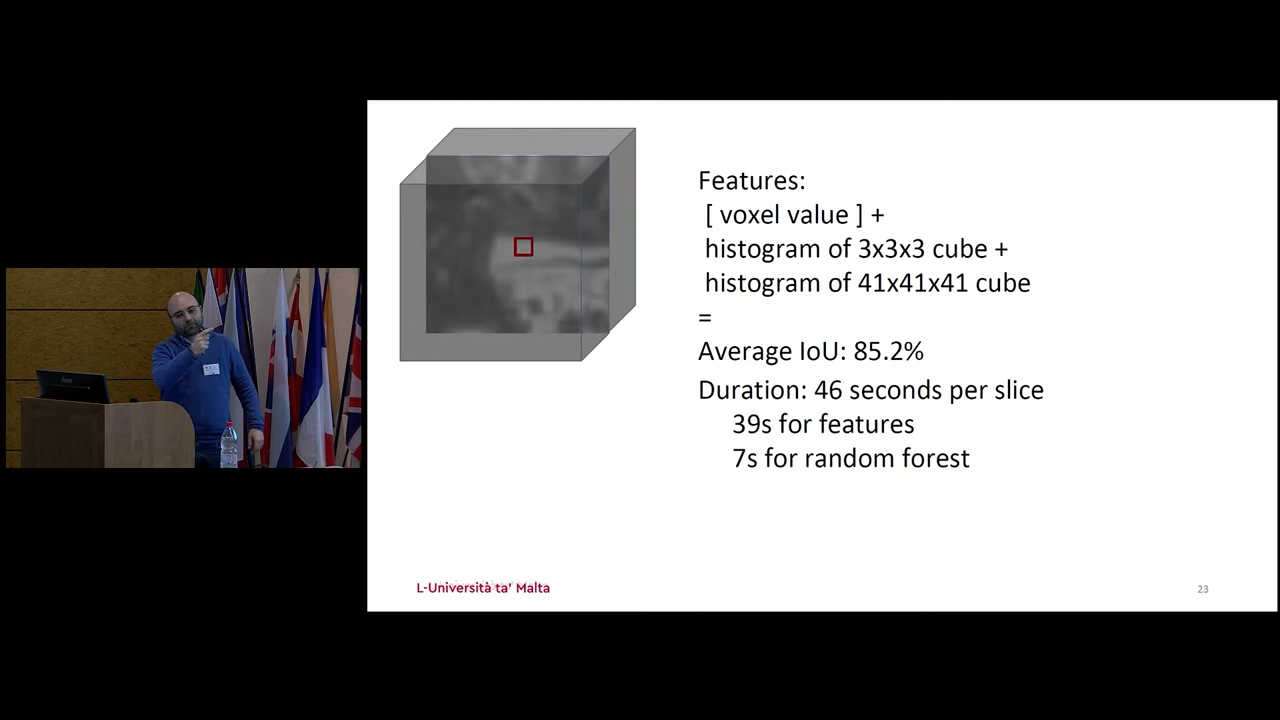 Features:
[ voxel value ] +
histogram of 3x3x3 cube +
histogram of 41x41x41 cube
=
Average IoU: 85.2%
Duration: 46 seconds per slice
39s for features
7s for random forest
L-Università ta' Malta
23